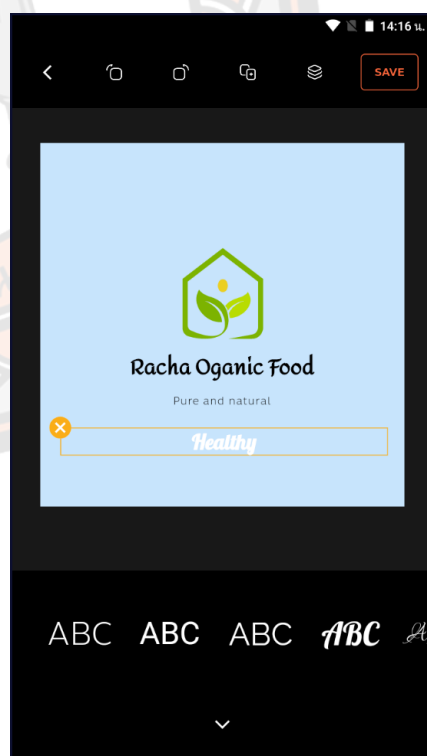 14:16 น.
SAVE
Racha Oganic Food
Pure and natural
Healthy
ABC ABC ABC ABC